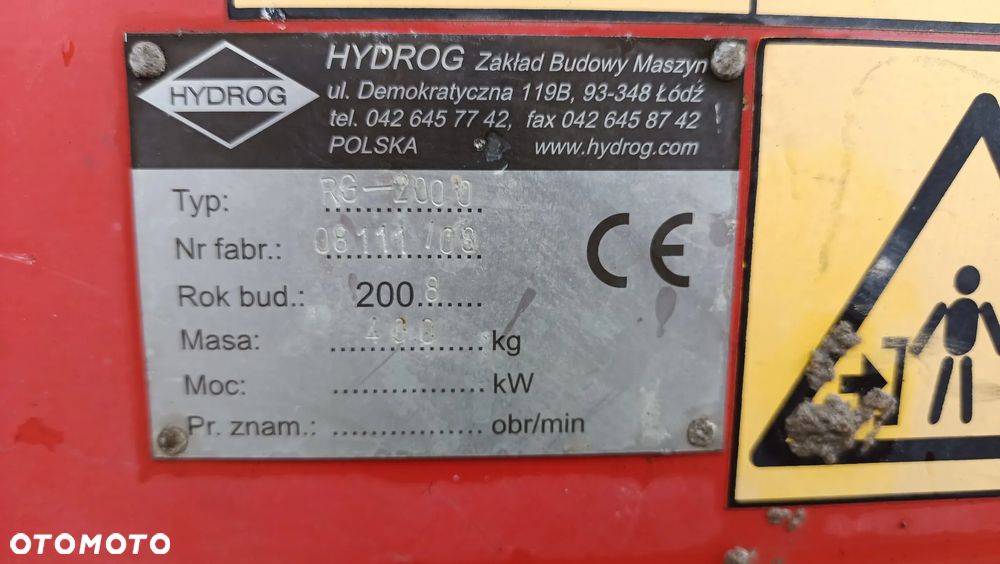 HYDROG
HYDROG Zakład Budowy Maszyn
ul. Demokratyczna 119B, 93-348 Łódź
tel. 042 645 77 42, fax 042 645 87 42
POLSKA www.hydrog.com
Typ: RG-2000
Nr fabr.: 08111/08
Rok bud.: 2008
Masa: 400 kg
Moc: ............... kW
Pr. znam.: ................ obr/min
CE
OTOMOTO